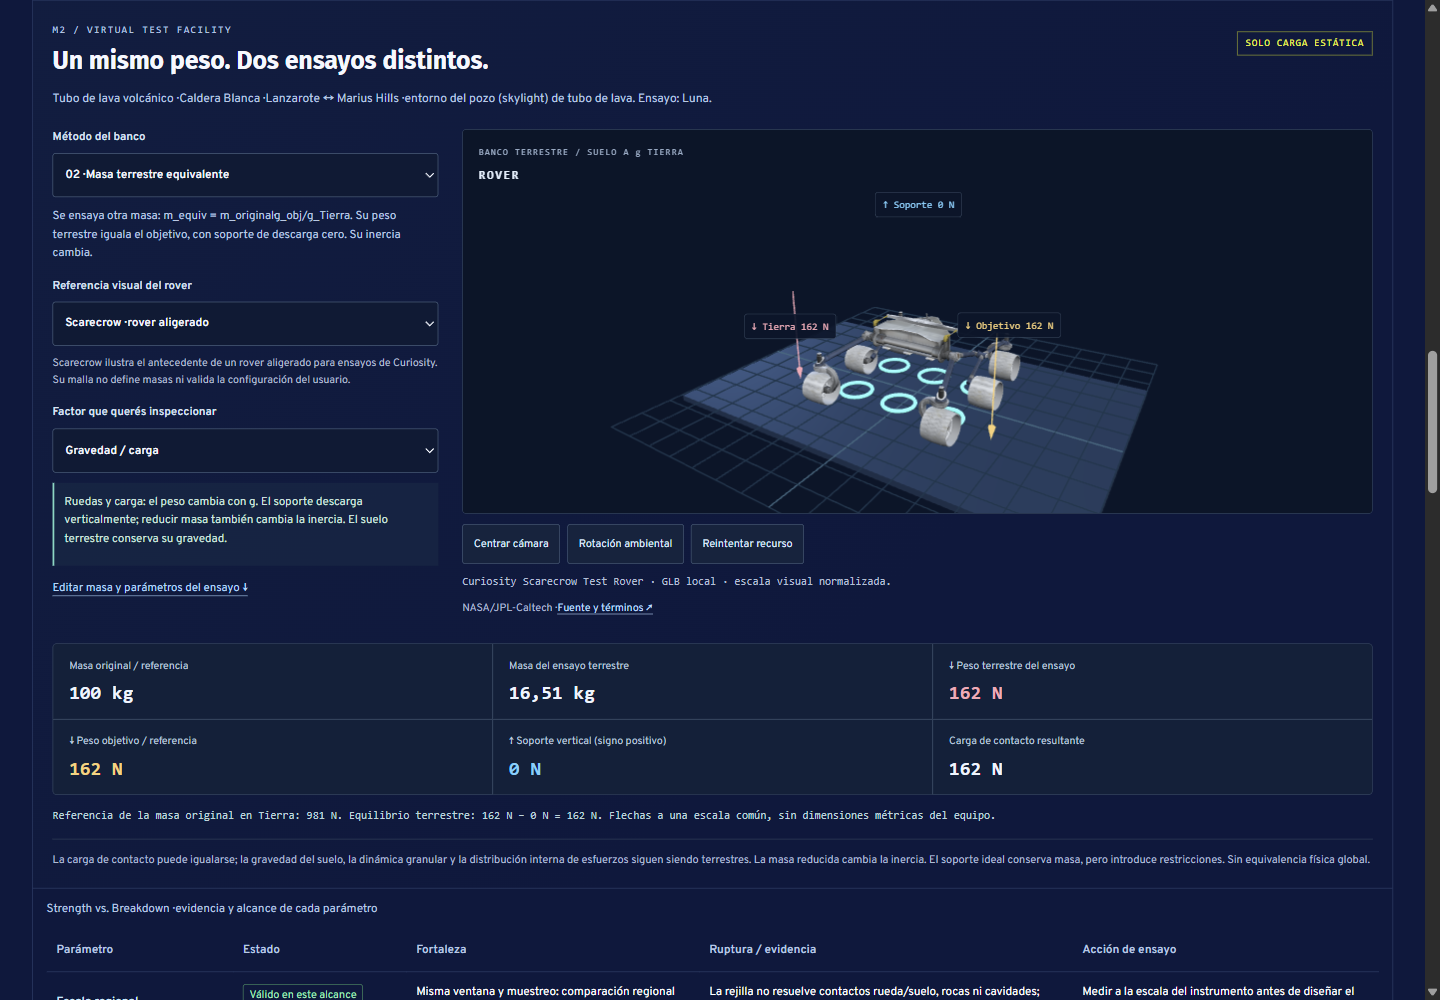 M2 / VIRTUAL TEST FACILITY
Un mismo peso. Dos ensayos distintos.
SOLO CARGA ESTÁTICA
Tubo de lava volcánico ·Caldera Blanca ·Lanzarote ↔ Marius Hills ·entorno del pozo (skylight) de tubo de lava. Ensayo: Luna.
Método del banco
02 ·Masa terrestre equivalente
Se ensaya otra masa: m_equiv = m_originalg_obj/g_Tierra. Su peso
terrestre iguala el objetivo, con soporte de descarga cero. Su inercia
cambia.
Referencia visual del rover
Scarecrow ·rover aligerado
Scarecrow ilustra el antecedente de un rover aligerado para ensayos de Curiosity.
Su malla no define masas ni valida la configuración del usuario.
Factor que querés inspeccionar
Gravedad / carga
Ruedas y carga: el peso cambia con g. El soporte descarga
verticalmente; reducir masa también cambia la inercia. El suelo
terrestre conserva su gravedad.
Editar masa y parámetros del ensayo ↓
BANCO TERRESTRE / SUELO A g TIERRA
ROVER
↑ Soporte 0 N
↓ Tierra 162 N
↓ Objetivo 162 N
Centrar cámara
Rotación ambiental
Reintentar recurso
Curiosity Scarecrow Test Rover · GLB local · escala visual normalizada.
NASA/JPL-Caltech ·Fuente y términos ↗
Masa original / referencia
100 kg
Masa del ensayo terrestre
16,51 kg
↓ Peso terrestre del ensayo
162 N
↓ Peso objetivo / referencia
162 N
↑ Soporte vertical (signo positivo)
0 N
Carga de contacto resultante
162 N
Referencia de la masa original en Tierra: 981 N. Equilibrio terrestre: 162 N − 0 N = 162 N. Flechas a una escala común, sin dimensiones métricas del equipo.
La carga de contacto puede igualarse; la gravedad del suelo, la dinámica granular y la distribución interna de esfuerzos siguen siendo terrestres. La masa reducida cambia la inercia. El soporte ideal conserva masa, pero introduce restricciones. Sin equivalencia física global.
Strength vs. Breakdown ·evidencia y alcance de cada parámetro
Parámetro
Estado
Fortaleza
Ruptura / evidencia
Acción de ensayo
Escala regional
Válido en este alcance
Misma ventana y muestreo: comparación regional
La rejilla no resuelve contactos rueda/suelo, rocas ni cavidades;
Medir a la escala del instrumento antes de diseñar el